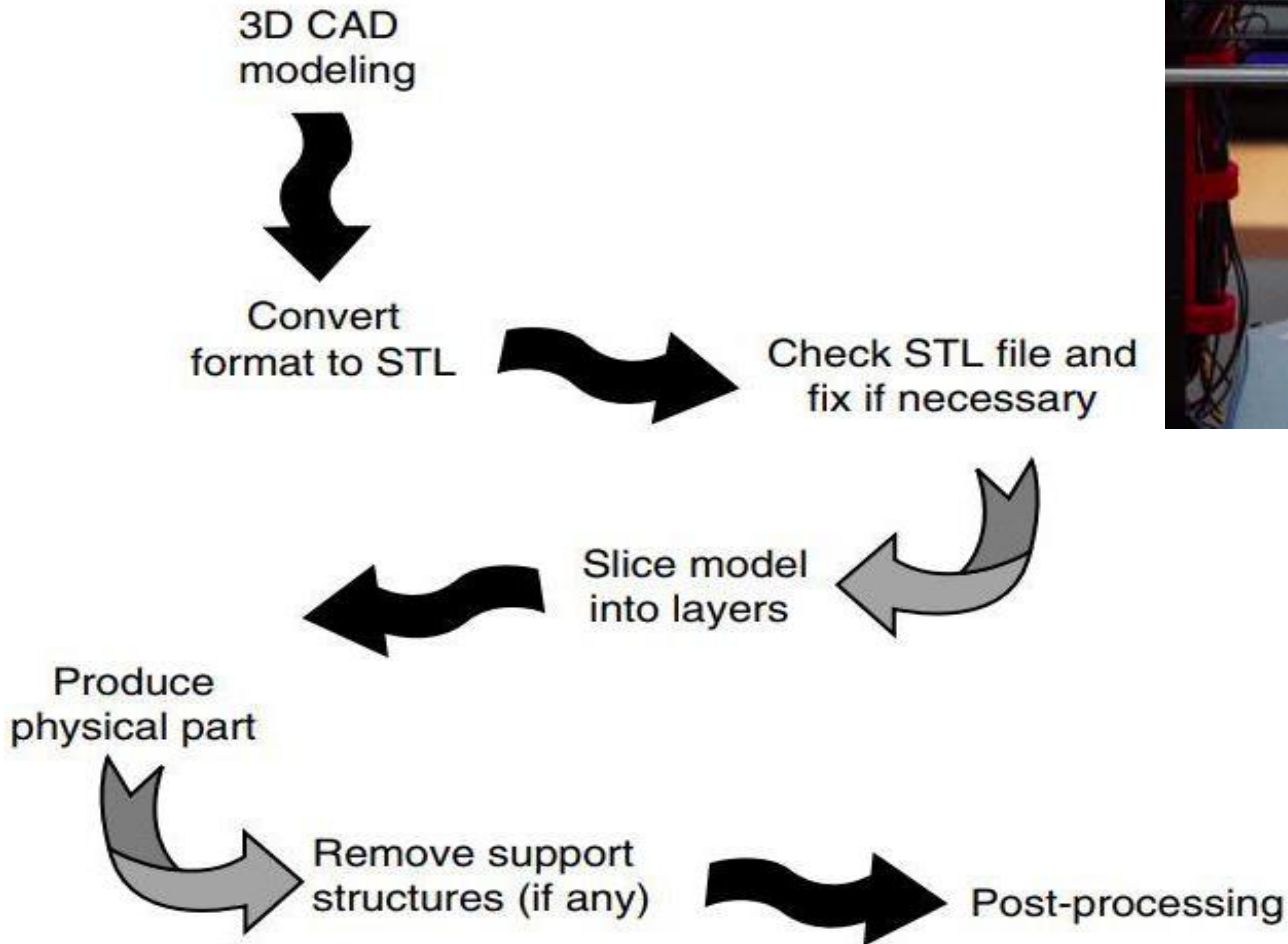 3D CAD
modeling
Convert
format to STL
Check STL file and
fix if necessary
Slice model
into layers
Produce
physical part
Remove support
structures (if any)
Post-processing